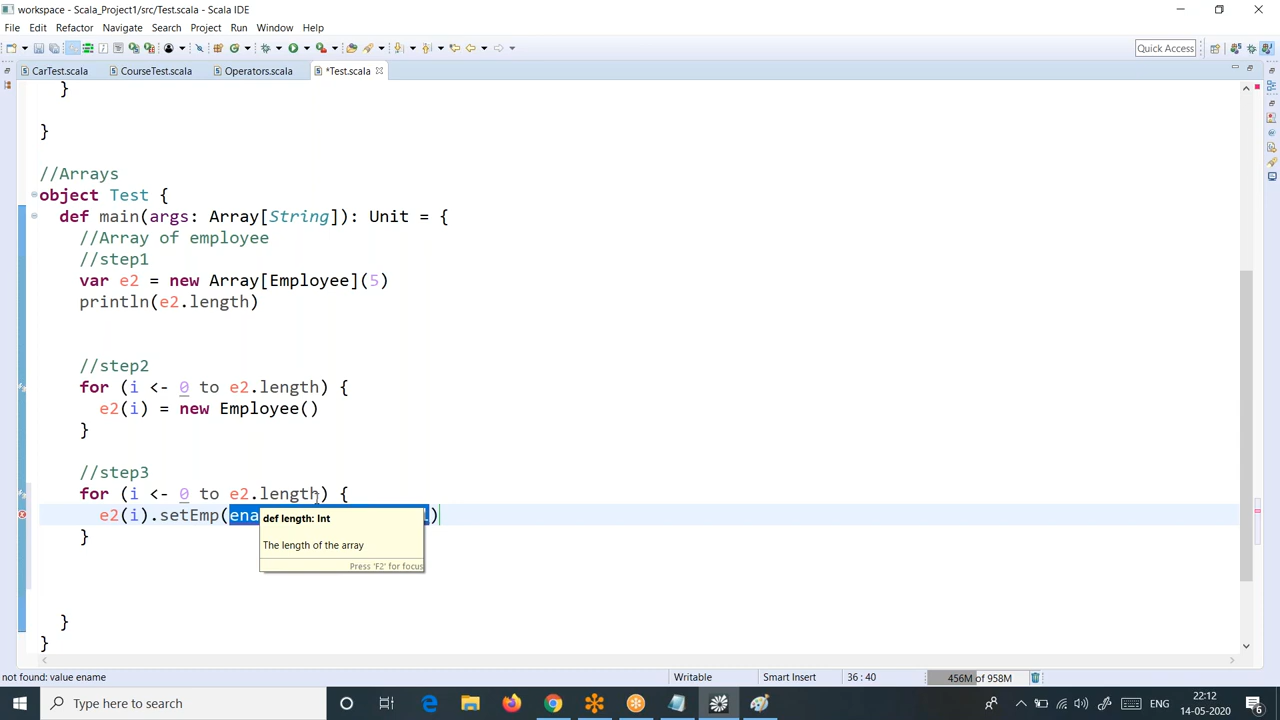 workspace - Scala_Project1/src/Test.scala - Scala IDE
File Edit Refactor Navigate Search Project Run Window Help
Quick Access
CarTest.scala CourseTest.scala Operators.scala *Test.scala
}
}
//Arrays
object Test {
def main(args: Array[String]): Unit = {
//Array of employee
//step1
var e2 = new Array[Employee](5)
println(e2.length)
//step2
for (i <- 0 to e2.length) {
e2(i) = new Employee()
}
//step3
for (i <- 0 to e2.length) {
e2(i).setEmp(ena )
def length: Int
}
The length of the array
Press 'F2' for focus
}
}
not found: value ename Writable Smart Insert 36 : 40 456M of 958M
Type here to search ENG 22:12 14-05-2020 6